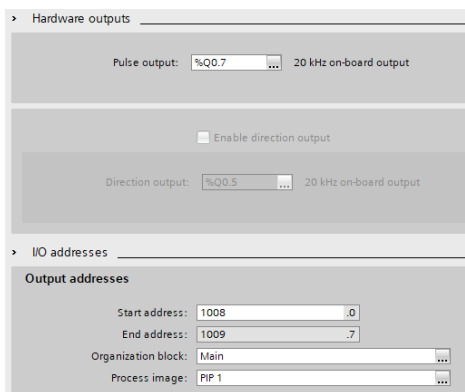 Hardware outputs
Pulse output: %Q0.7 ... 20 kHz on-board output
Enable direction output
Direction output: %Q0.5 ... 20 kHz on-board output
I/O addresses
Output addresses
Start address: 1008 .0
End address: 1009 .7
Organization block: Main ...
Process image: PIP 1 ...